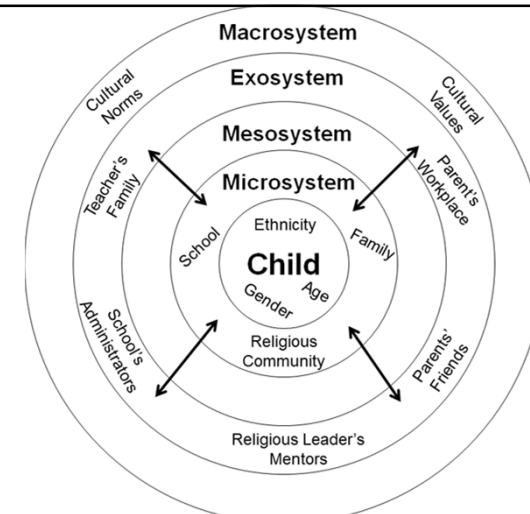 Macrosystem
Exosystem
Cultural
Norms
Cultural
Values
Mesosystem
Teacher's
Family
Parent's
Workplace
Microsystem
Ethnicity
School
Family
Child
Gender
Age
School's
Administrators
Religious
Community
Parents'
Friends
Religious Leader's
Mentors